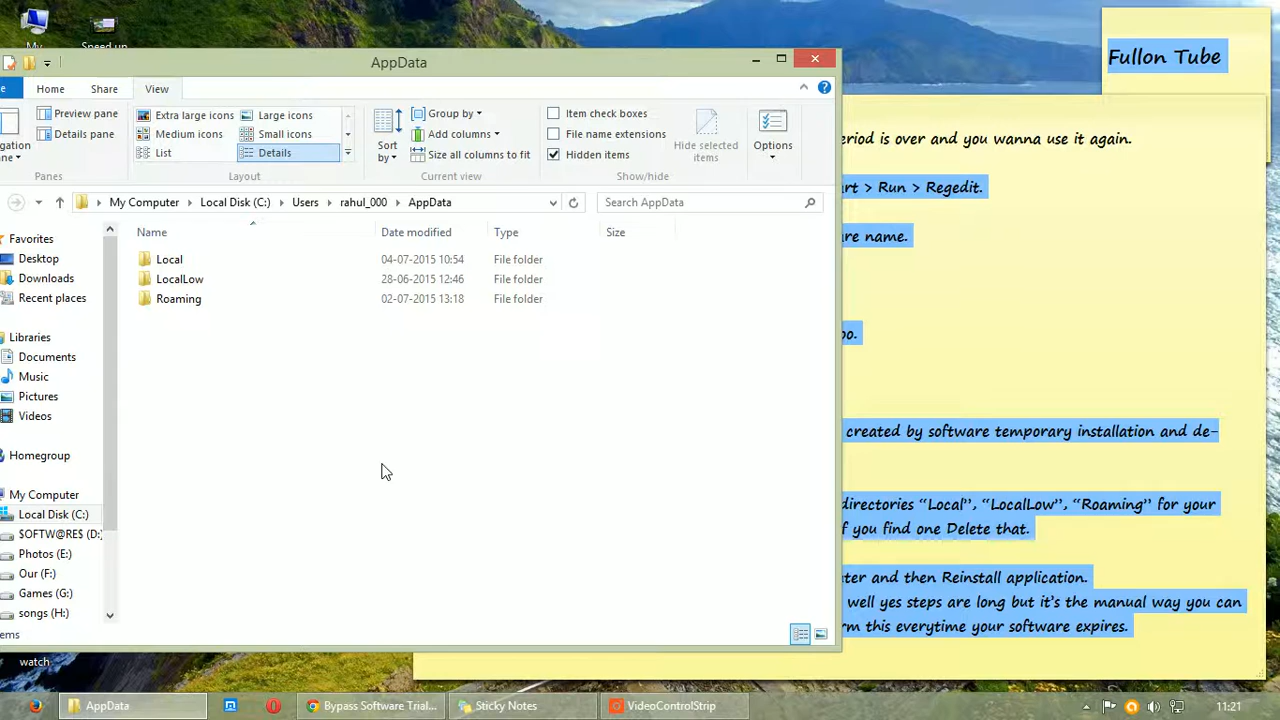 My
Speed up
Fullon Tube
AppData
Home
Share
View
Extra large icons
Large icons
Preview pane
Medium icons
Small icons
Details pane
List
Details
Panes
Layout
Sort by
Group by
Add columns
Size all columns to fit
Current view
Item check boxes
File name extensions
Hidden items
Hide selected items
Show/hide
Options
My Computer
Local Disk (C:)
Users
rahul_000
AppData
Search AppData
Name
Date modified
Type
Size
Local
04-07-2015 10:54
File folder
LocalLow
28-06-2015 12:46
File folder
Roaming
02-07-2015 13:18
File folder
Favorites
Desktop
Downloads
Recent places
Libraries
Documents
Music
Pictures
Videos
Homegroup
My Computer
Local Disk (C:)
$OFTW@RE$ (D:)
Photos (E:)
Our (F:)
Games (G:)
songs (H:)
eriod is over and you wanna use it again.
art > Run > Regedit.
are name.
oo.
created by software temporary installation and de-
directories “Local”, “LocalLow”, “Roaming” for your
f you find one Delete that.
ter and then Reinstall application.
well yes steps are long but it's the manual way you can
rm this everytime your software expires.
ems
watch
AppData
Bypass Software Trial...
Sticky Notes
VideoControlStrip
11:21